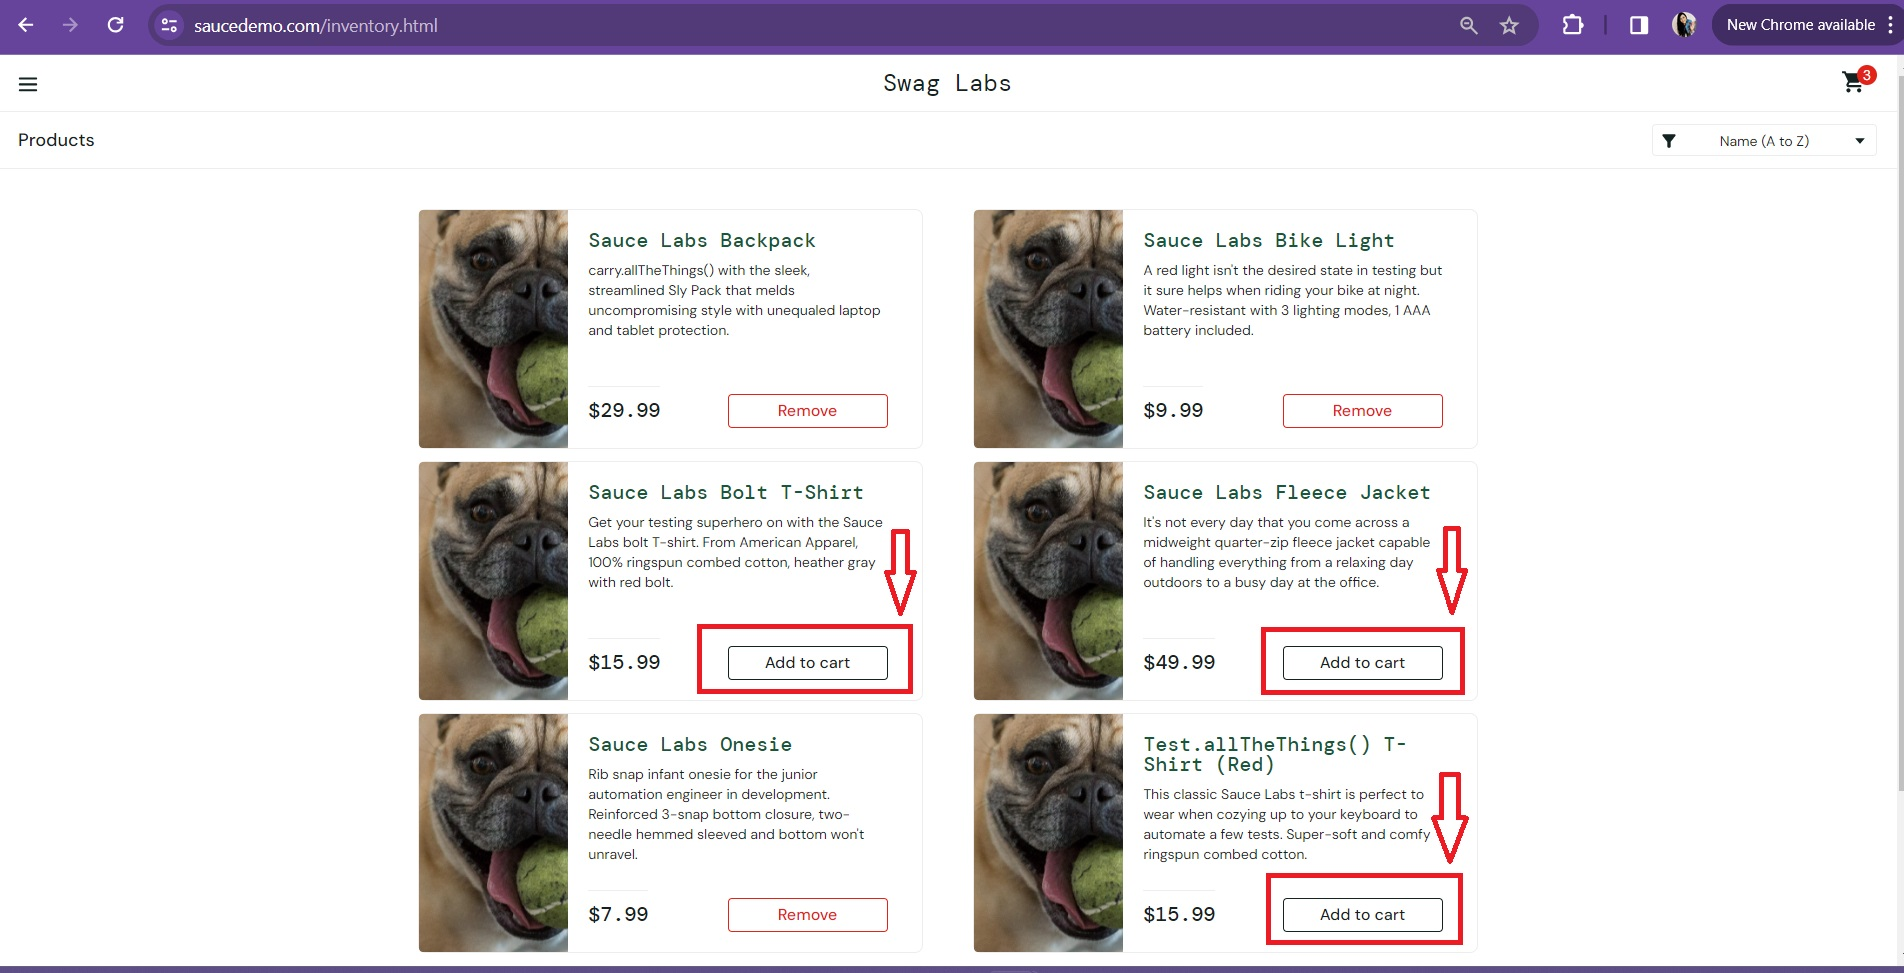 saucedemo.com/inventory.html
New Chrome available
Swag Labs
3
Products
Name (A to Z)
Sauce Labs Backpack
carry.allTheThings() with the sleek,
streamlined Sly Pack that melds
uncompromising style with unequaled laptop
and tablet protection.
$29.99
Remove
Sauce Labs Bike Light
A red light isn't the desired state in testing but
it sure helps when riding your bike at night.
Water-resistant with 3 lighting modes, 1 AAA
battery included.
$9.99
Remove
Sauce Labs Bolt T-Shirt
Get your testing superhero on with the Sauce
Labs bolt T-shirt. From American Apparel,
100% ringspun combed cotton, heather gray
with red bolt.
$15.99
Add to cart
Sauce Labs Fleece Jacket
It's not every day that you come across a
midweight quarter-zip fleece jacket capable
of handling everything from a relaxing day
outdoors to a busy day at the office.
$49.99
Add to cart
Sauce Labs Onesie
Rib snap infant onesie for the junior
automation engineer in development.
Reinforced 3-snap bottom closure, two-
needle hemmed sleeved and bottom won't
unravel.
$7.99
Remove
Test.allTheThings() T-
Shirt (Red)
This classic Sauce Labs t-shirt is perfect to
wear when cozying up to your keyboard to
automate a few tests. Super-soft and comfy
ringspun combed cotton.
$15.99
Add to cart